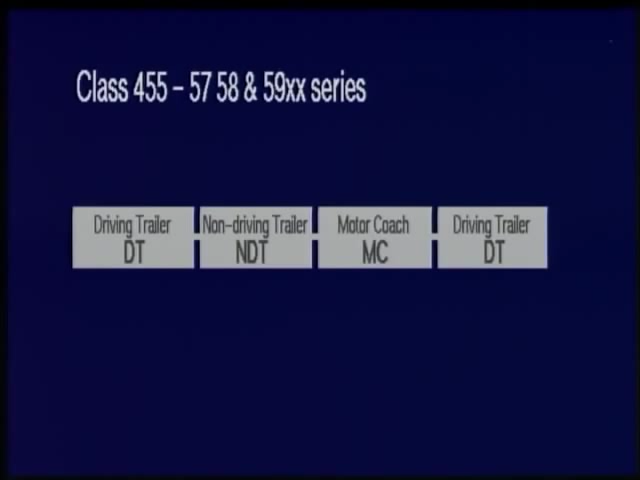 Class 455 – 57 58 & 59xx series
Driving Trailer Non-driving Trailer Motor Coach Driving Trailer
DT NDT MC DT